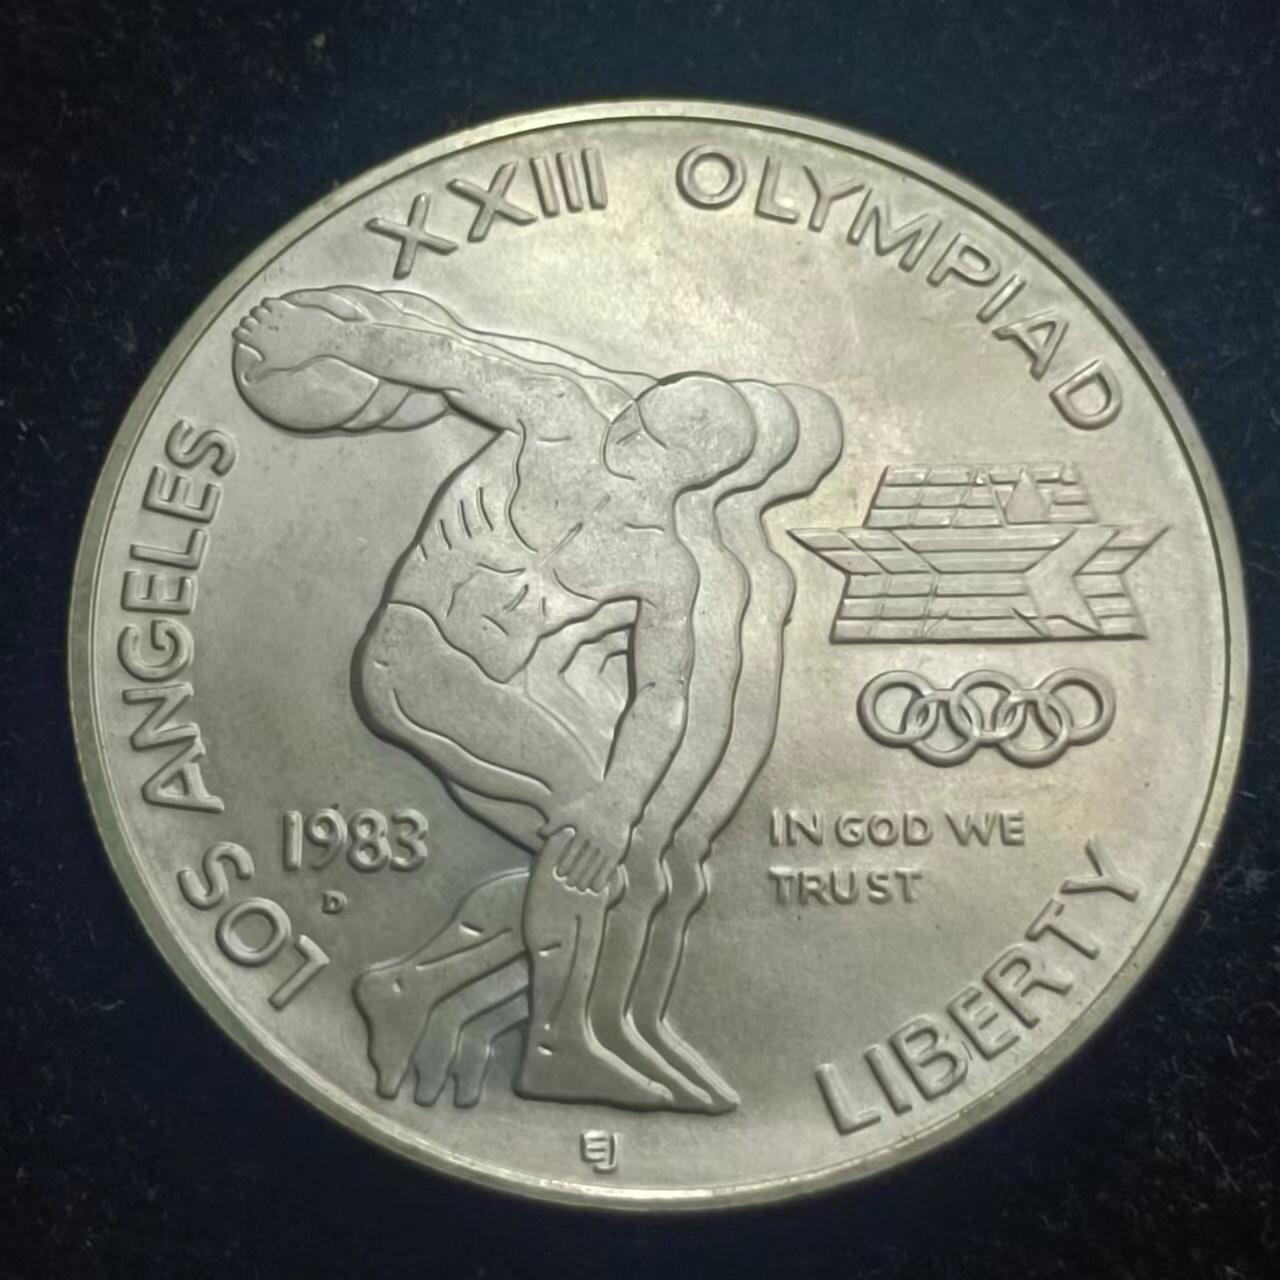 XXIII OLYMPIAD
LOS ANGELES
1983
D
IN GOD WE
TRUST
LIBERTY
EJ